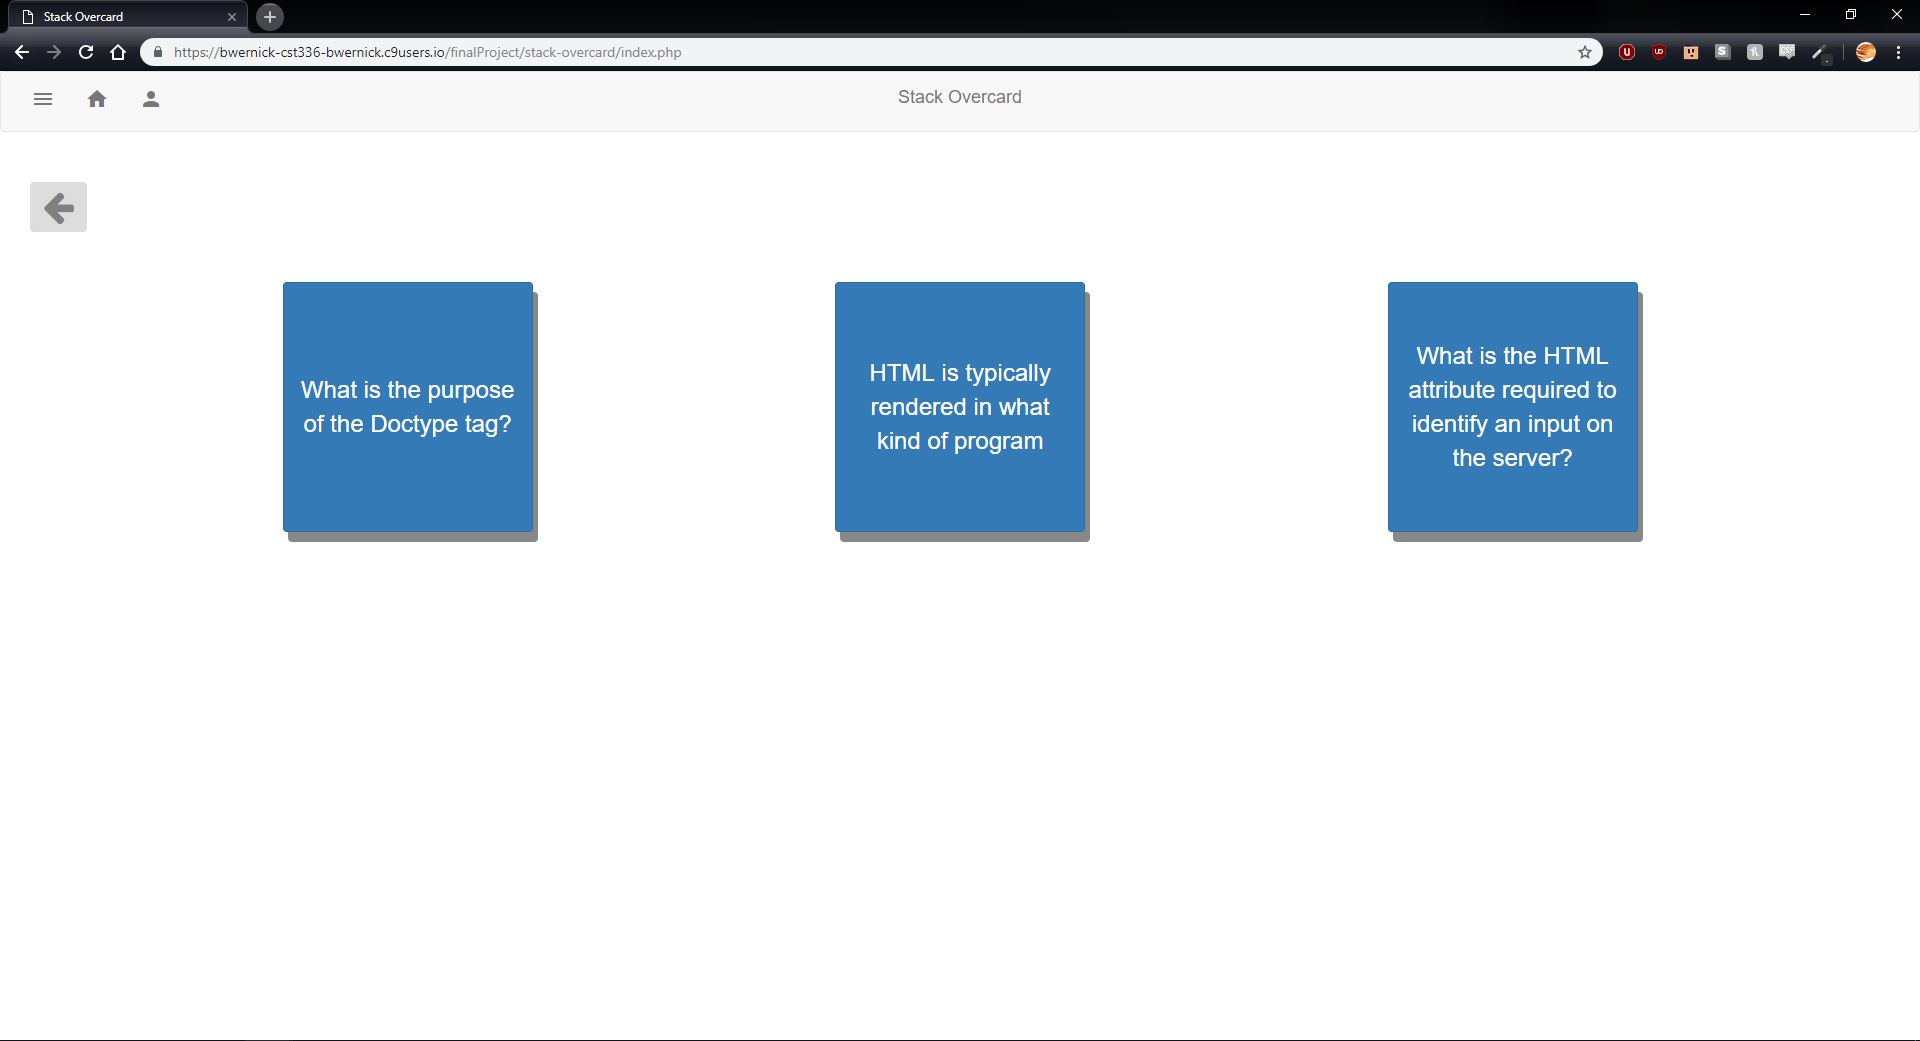 Stack Overcard
https://bwernick-cst336-bwernick.c9users.io/finalProject/stack-overcard/index.php
Stack Overcard
What is the purpose
of the Doctype tag?
HTML is typically
rendered in what
kind of program
What is the HTML
attribute required to
identify an input on
the server?